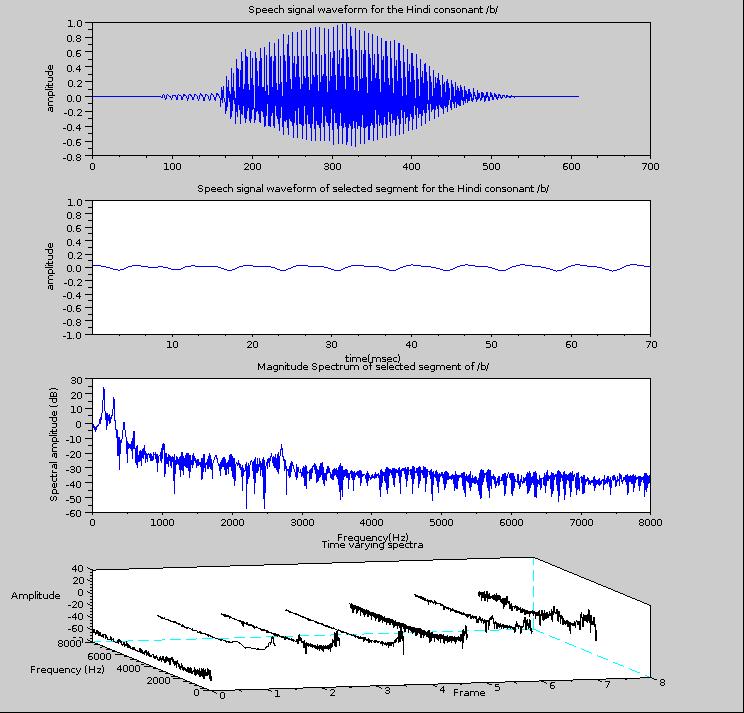 Speech signal waveform for the Hindi consonant /b/
1.0
0.8
0.6
0.4
0.2
0.0
-0.2
-0.4
-0.6
-0.8
amplitude
0 100 200 300 400 500 600 700
Speech signal waveform of selected segment for the Hindi consonant /b/
1.0
0.8
0.6
0.4
0.2
0.0
-0.2
-0.4
-0.6
-0.8
-1.0
amplitude
10 20 30 40 50 60 70
time(msec)
Magnitude Spectrum of selected segment of /b/
30
20
10
0
-10
-20
-30
-40
-50
-60
Spectral amplitude (dB)
0 1000 2000 3000 4000 5000 6000 7000 8000
Frequency(Hz)
Time varying spectra
40
20
0
-20
-40
-60
Amplitude
8000
6000
4000
2000
0
Frequency (Hz)
0 1 2 3 4 5 6 7 8
Frame